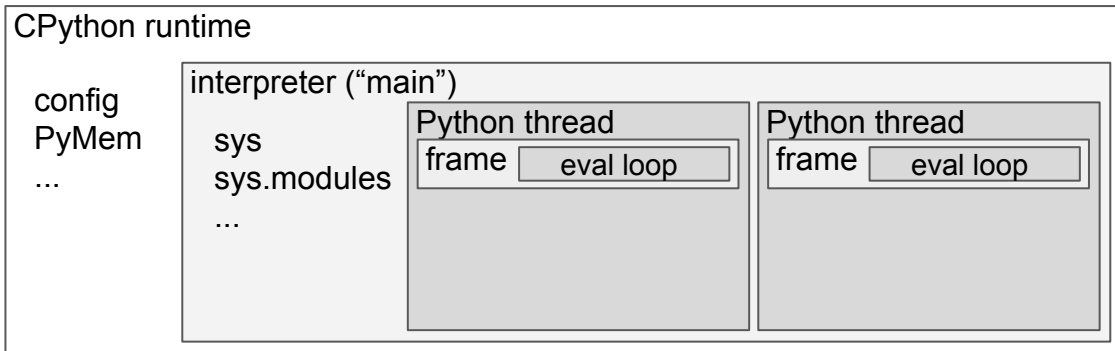 CPython runtime
config
PyMem
...
interpreter (“main”)
sys
sys.modules
...
Python thread
frame
eval loop
Python thread
frame
eval loop